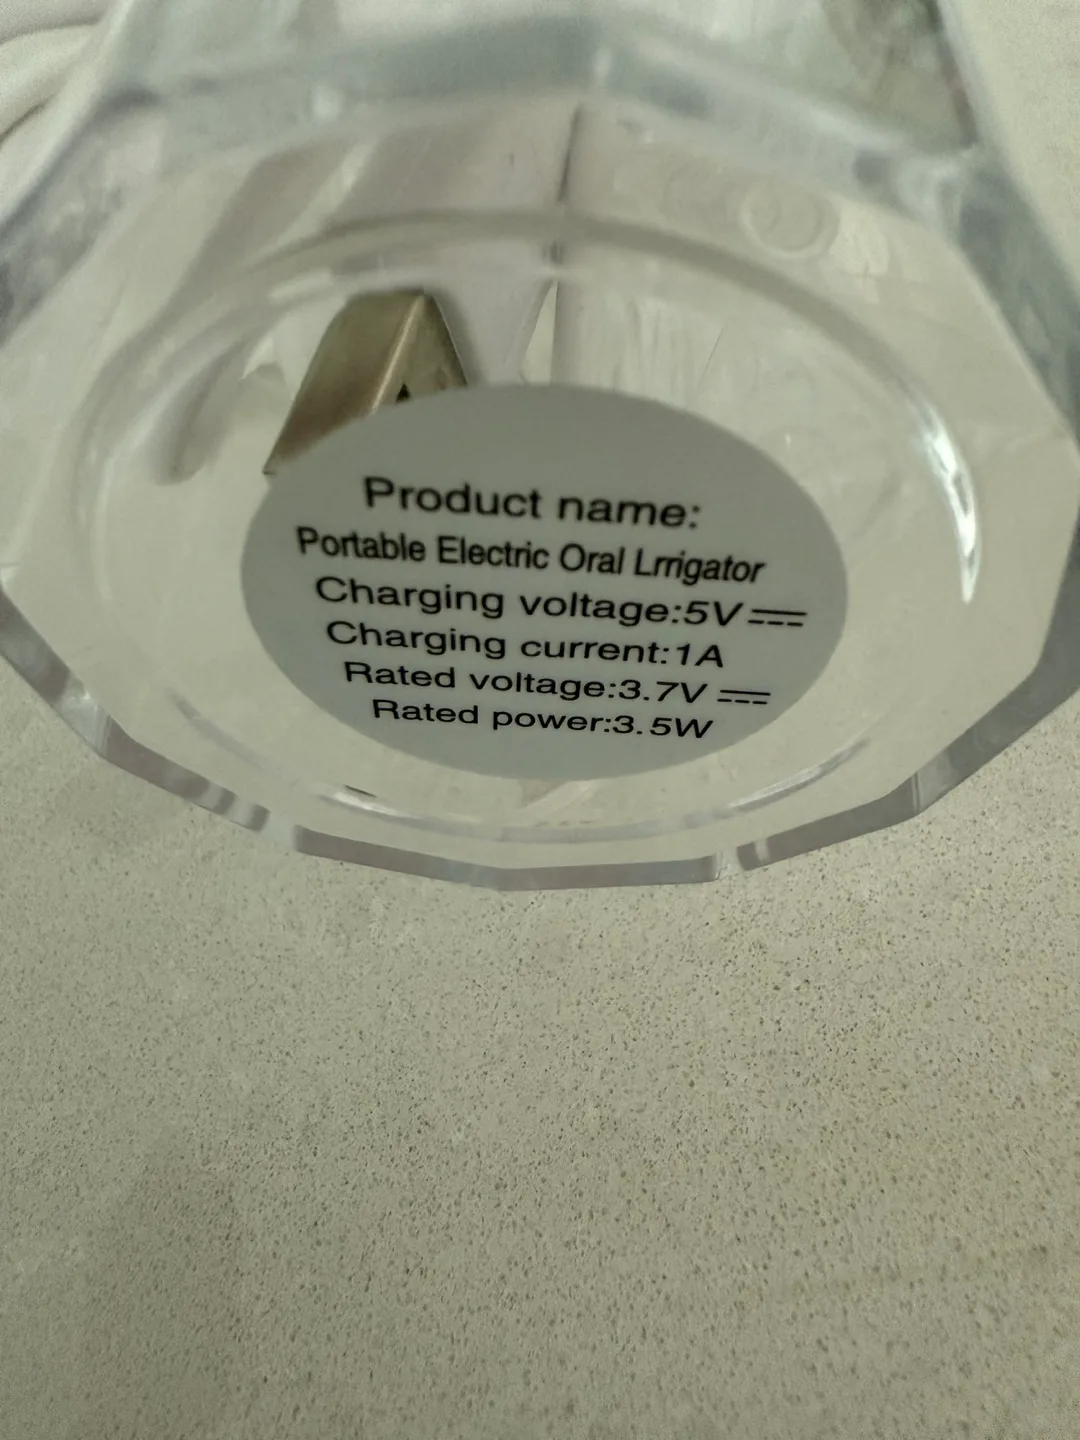 Product name:
Portable Electric Oral Lrrigator
Charging voltage:5V⎓
Charging current:1A
Rated voltage:3.7V⎓
Rated power:3.5W